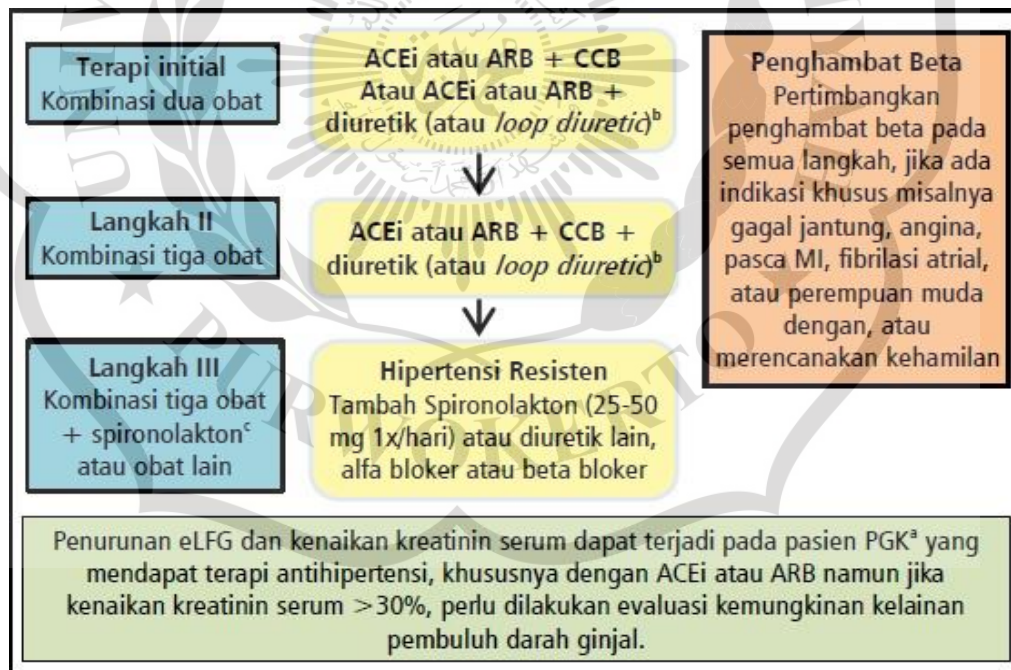 Terapi initial
Kombinasi dua obat
ACEi atau ARB + CCB
Atau ACEi atau ARB +
diuretik (atau loop diuretic)ᵇ
Langkah II
Kombinasi tiga obat
ACEi atau ARB + CCB +
diuretik (atau loop diuretic)ᵇ
Langkah III
Kombinasi tiga obat
+ spironolaktonᶜ
atau obat lain
Hipertensi Resisten
Tambah Spironolakton (25-50
mg 1x/hari) atau diuretik lain,
alfa bloker atau beta bloker
Penghambat Beta
Pertimbangkan
penghambat beta pada
semua langkah, jika ada
indikasi khusus misalnya
gagal jantung, angina,
pasca MI, fibrilasi atrial,
atau perempuan muda
dengan, atau
merencanakan kehamilan
Penurunan eLFG dan kenaikan kreatinin serum dapat terjadi pada pasien PGKᵃ yang
mendapat terapi antihipertensi, khususnya dengan ACEi atau ARB namun jika
kenaikan kreatinin serum >30%, perlu dilakukan evaluasi kemungkinan kelainan
pembuluh darah ginjal.
PURWOKERTO